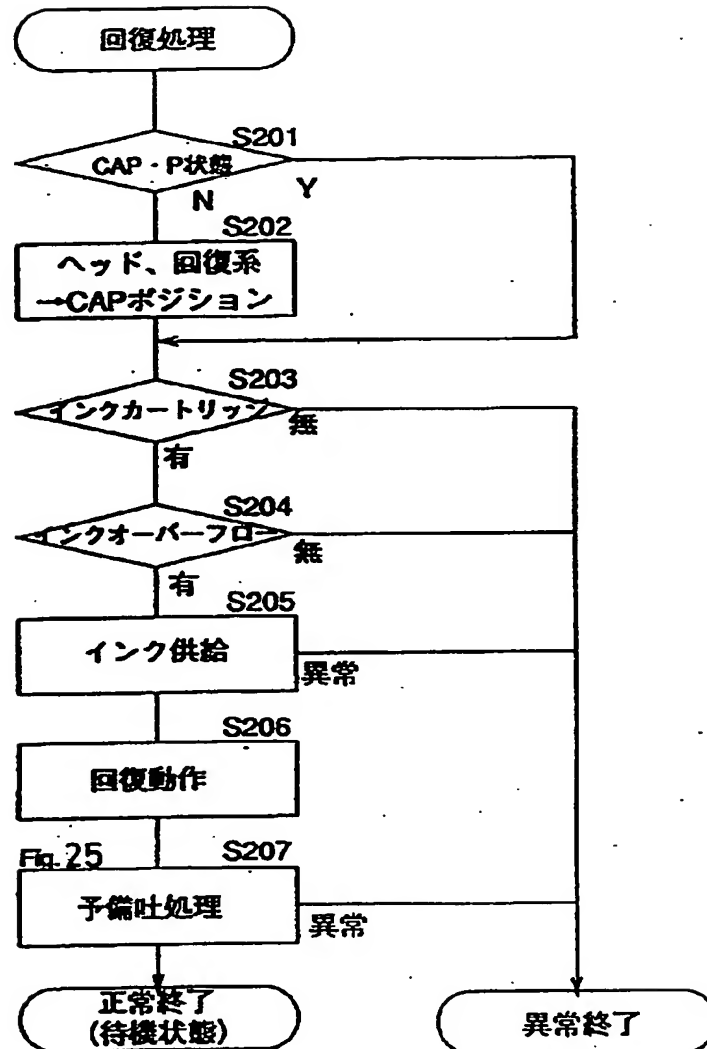 回復処理
S201
CAP・P状態
N
Y
S202
ヘッド、回復系
→CAPポジション
S203
インクカートリッジ
無
有
S204
インクオーバーフロー
無
有
S205
インク供給
異常
S206
回復動作
Fig. 25
S207
予備吐処理
異常
正常終了
(待機状態)
異常終了